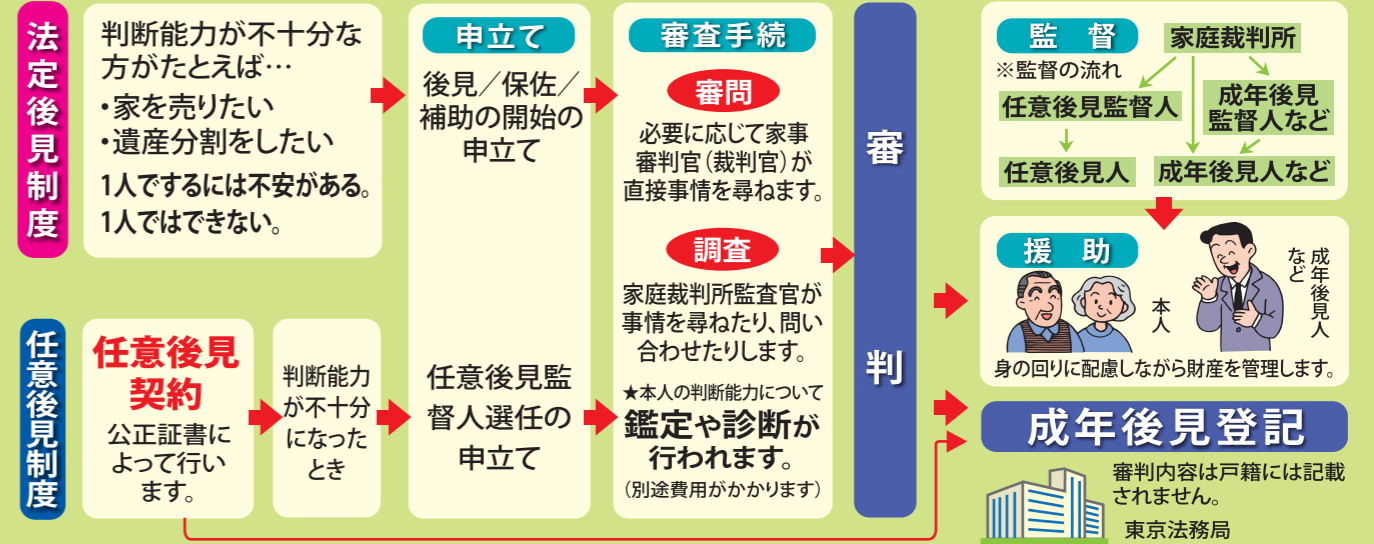 法定後見制度
判断能力が不十分な
方がたとえば…
・家を売りたい
・遺産分割をしたい
1人でするには不安がある。
1人ではできない。
申立て
後見／保佐／
補助の開始の
申立て
審査手続
審問
必要に応じて家事
審判官（裁判官）が
直接事情を尋ねます。
調査
家庭裁判所監査官が
事情を尋ねたり、問い
合わせたりします。
★本人の判断能力について
鑑定や診断が
行われます。
（別途費用がかかります）
任意後見制度
任意後見
契約
公正証書に
よって行い
ます。
判断能力
が不十分
になった
とき
任意後見監
督人選任の
申立て
審判
監督
※監督の流れ
家庭裁判所
任意後見監督人
成年後見
監督人など
任意後見人
成年後見人など
援助
本人
成年後見人
など
身の回りに配慮しながら財産を管理します。
成年後見登記
審判内容は戸籍には記載
されません。
東京法務局